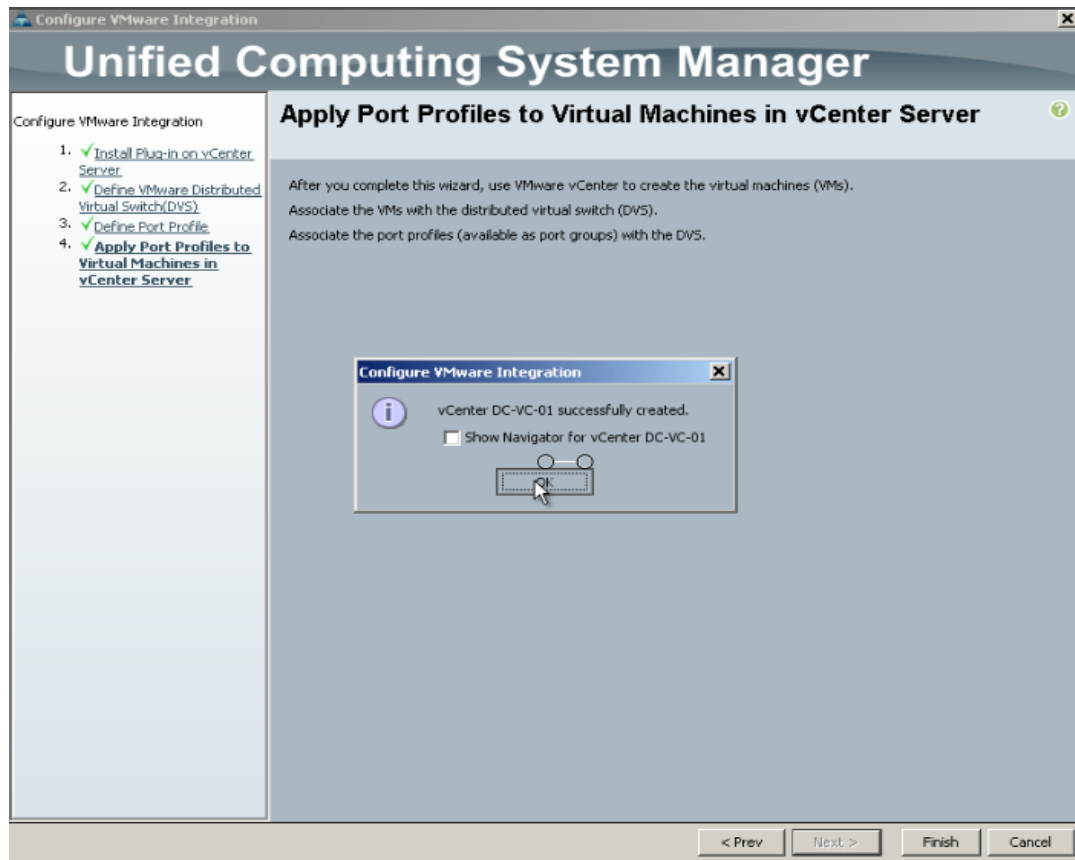 Configure VMware Integration
Unified Computing System Manager
Configure VMware Integration
1. Install Plug-in on vCenter
Server
2. Define VMware Distributed
Virtual Switch(DVS)
3. Define Port Profile
4. Apply Port Profiles to
Virtual Machines in
vCenter Server
Apply Port Profiles to Virtual Machines in vCenter Server
?
After you complete this wizard, use VMware vCenter to create the virtual machines (VMs).
Associate the VMs with the distributed virtual switch (DVS).
Associate the port profiles (available as port groups) with the DVS.
Configure VMware Integration
i
vCenter DC-VC-01 successfully created.
Show Navigator for vCenter DC-VC-01
OK
< Prev
Next >
Finish
Cancel